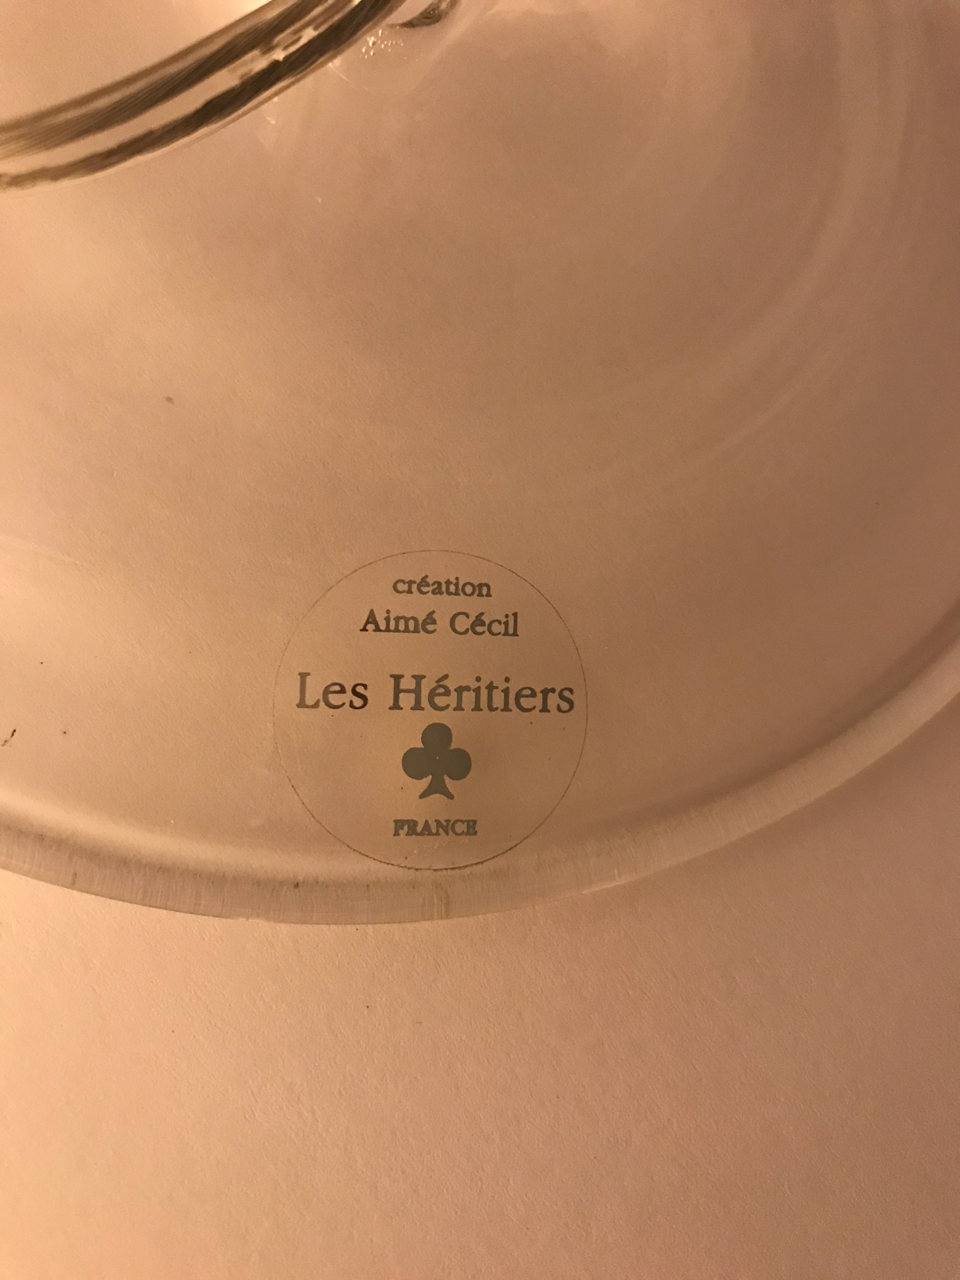 création
Aimé Cécil
Les Héritiers
FRANCE